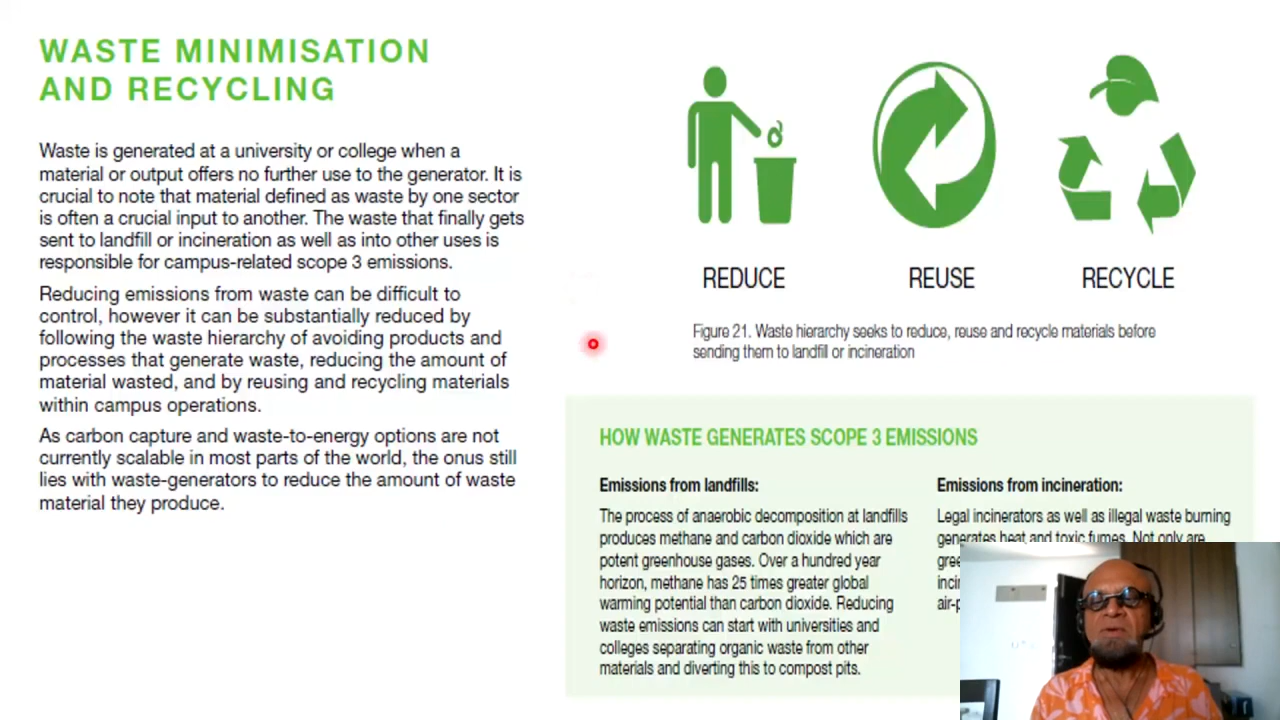 WASTE MINIMISATION
AND RECYCLING
Waste is generated at a university or college when a
material or output offers no further use to the generator. It is
crucial to note that material defined as waste by one sector
is often a crucial input to another. The waste that finally gets
sent to landfill or incineration as well as into other uses is
responsible for campus-related scope 3 emissions.
Reducing emissions from waste can be difficult to
control, however it can be substantially reduced by
following the waste hierarchy of avoiding products and
processes that generate waste, reducing the amount of
material wasted, and by reusing and recycling materials
within campus operations.
As carbon capture and waste-to-energy options are not
currently scalable in most parts of the world, the onus still
lies with waste-generators to reduce the amount of waste
material they produce.
REDUCE
REUSE
RECYCLE
Figure 21. Waste hierarchy seeks to reduce, reuse and recycle materials before
sending them to landfill or incineration
HOW WASTE GENERATES SCOPE 3 EMISSIONS
Emissions from landfills:
The process of anaerobic decomposition at landfills
produces methane and carbon dioxide which are
potent greenhouse gases. Over a hundred year
horizon, methane has 25 times greater global
warming potential than carbon dioxide. Reducing
waste emissions can start with universities and
colleges separating organic waste from other
materials and diverting this to compost pits.
Emissions from incineration:
Legal incinerators as well as illegal waste burning
generates heat and toxic fumes. Not only are